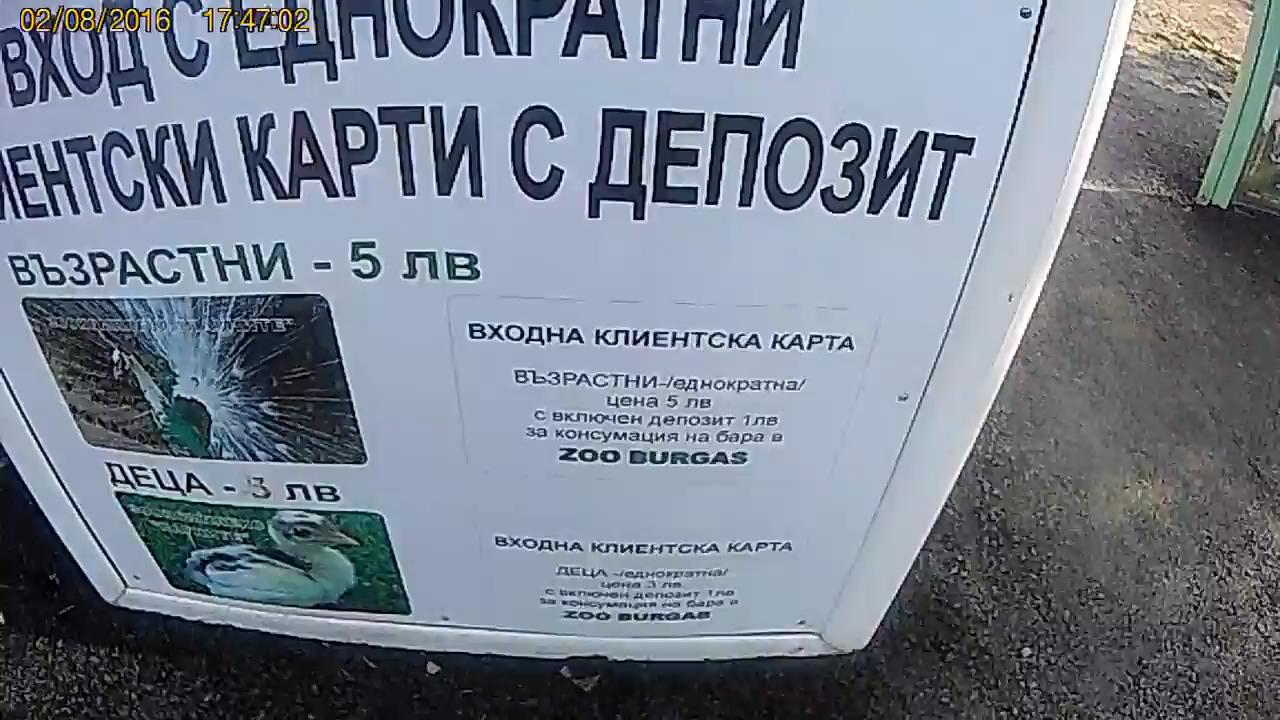 02/08/2016 17:47:02
ВХОД С ЕДНОКРАТНИ
ЕНТСКИ КАРТИ С ДЕПОЗИТ
ВЪЗРАСТНИ - 5 ЛВ
ВХОДНА КЛИЕНТСКА КАРТА
ВЪЗРАСТНИ-/еднократна/
цена 5 лв
с включен депозит 1лв
за консумация на бара в
ZOO BURGAS
ДЕЦА - 3 ЛВ
ВХОДНА КЛИЕНТСКА КАРТА
ДЕЦА -/еднократна/
цена 3 лв
с включен депозит 1лв
за консумация на бара в
ZOO BURGAS